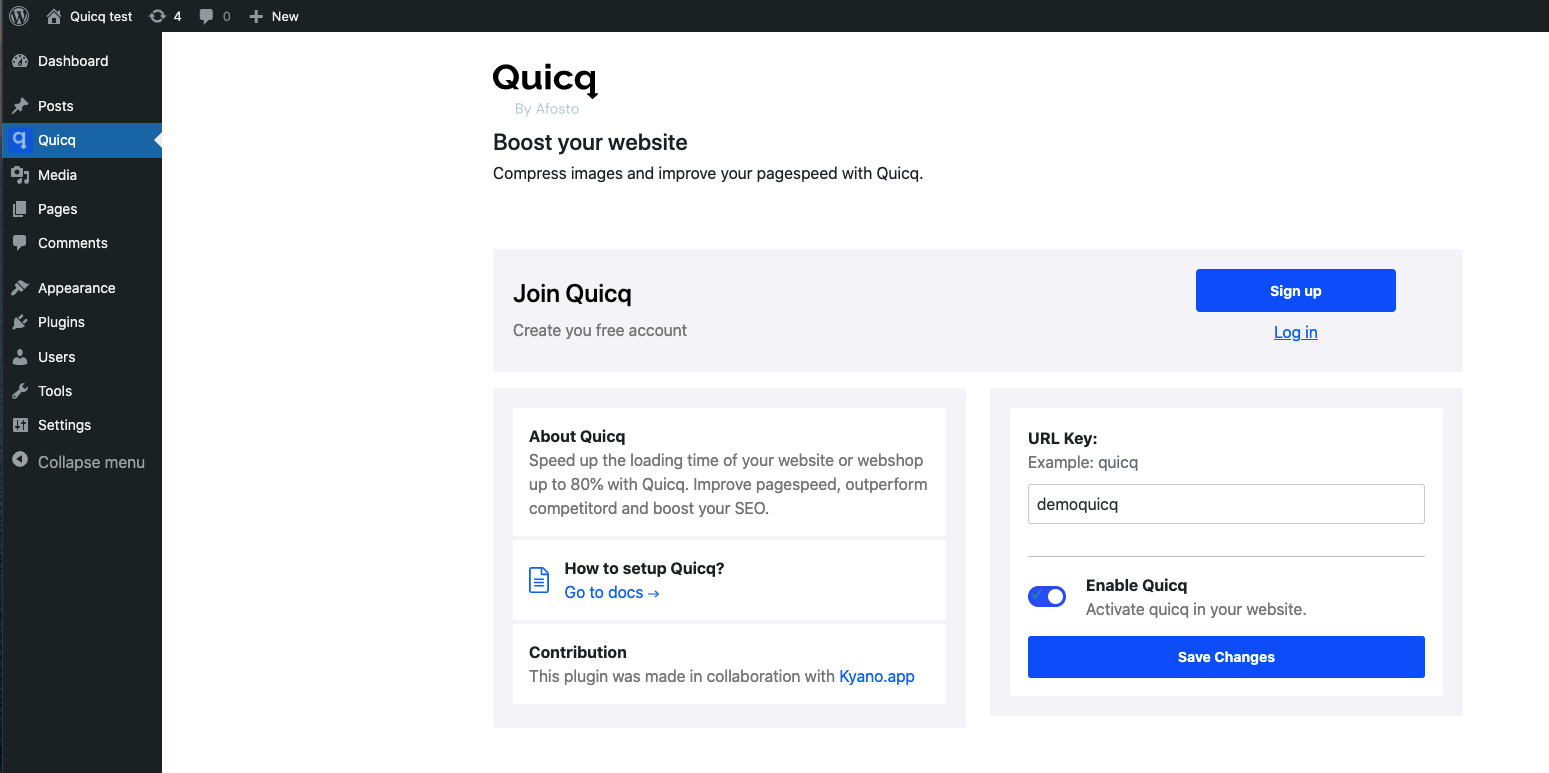 Quicq test 4 0 New
Dashboard
Posts
Quicq
Media
Pages
Comments
Appearance
Plugins
Users
Tools
Settings
Collapse menu
Quicq
By Afosto
Boost your website
Compress images and improve your pagespeed with Quicq.
Join Quicq
Create you free account
Sign up
Log in
About Quicq
Speed up the loading time of your website or webshop
up to 80% with Quicq. Improve pagespeed, outperform
competitord and boost your SEO.
How to setup Quicq?
Go to docs →
Contribution
This plugin was made in collaboration with Kyano.app
URL Key:
Example: quicq
demoquicq
Enable Quicq
Activate quicq in your website.
Save Changes